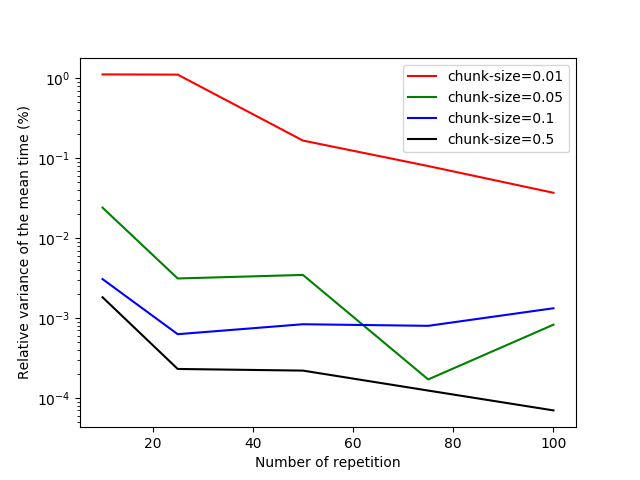 chunk-size=0.01
chunk-size=0.05
chunk-size=0.1
chunk-size=0.5
Relative variance of the mean time (%)
10⁰
10⁻¹
10⁻²
10⁻³
10⁻⁴
20 40 60 80 100
Number of repetition